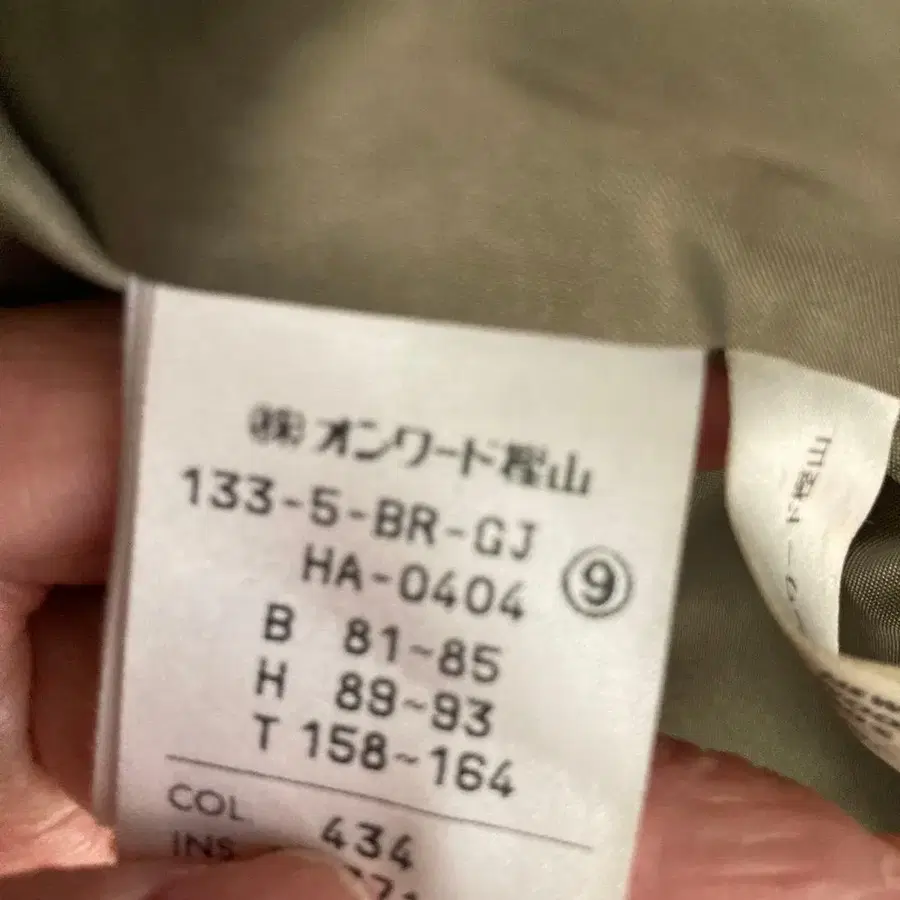 ㈱オンワード樫山
133-5-BR-GJ
HA-0404 ⑨
B 81~85
H 89~93
T 158~164
COL 434
INS